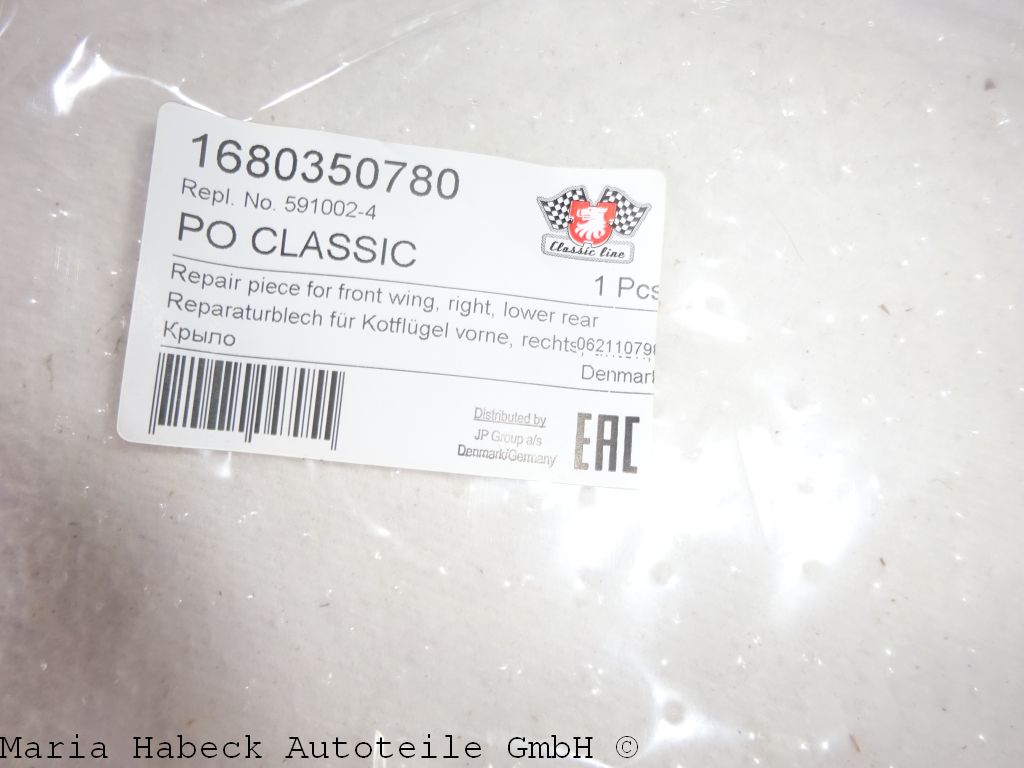 1680350780
Repl. No. 591002-4
PO CLASSIC
Classic line
1 Pcs
Repair piece for front wing, right, lower rear
Reparaturblech für Kotflügel vorne, rechts
Крыло
06211079
Denmark
Distributed by
JP Group a/s
Denmark/Germany
EAC
Maria Habeck Autoteile GmbH ©